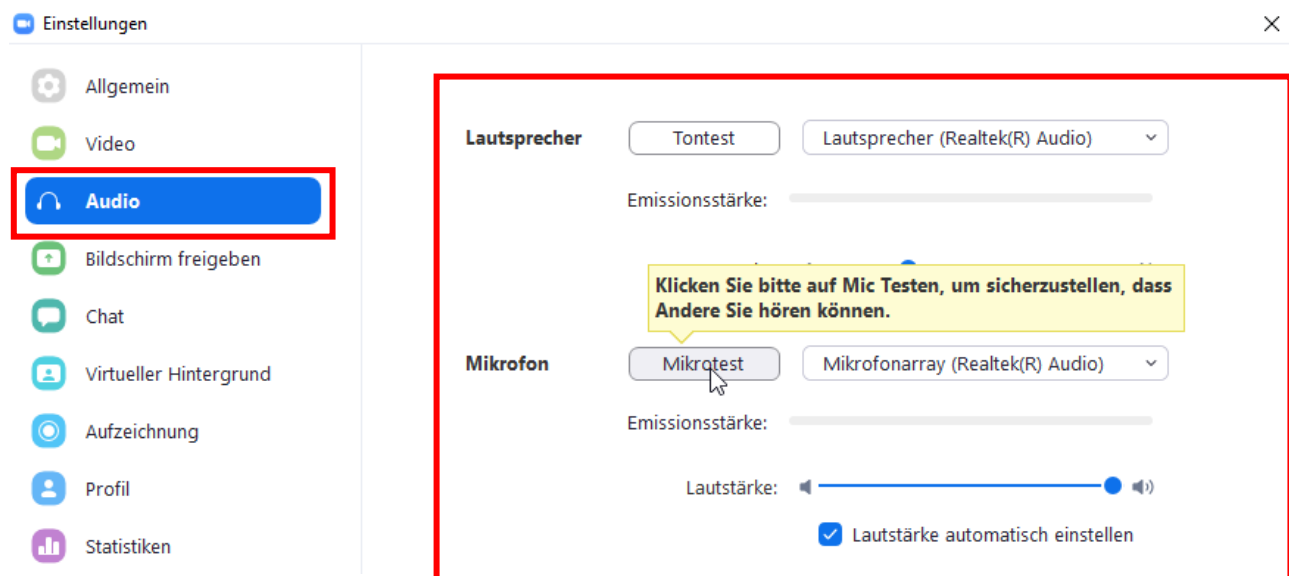 Einstellungen
Allgemein
Video
Audio
Bildschirm freigeben
Chat
Virtueller Hintergrund
Aufzeichnung
Profil
Statistiken
Lautsprecher Tontest Lautsprecher (Realtek(R) Audio)
Emissionsstärke:
Klicken Sie bitte auf Mic Testen, um sicherzustellen, dass
Andere Sie hören können.
Mikrofon Mikrotest Mikrofonarray (Realtek(R) Audio)
Emissionsstärke:
Lautstärke:
Lautstärke automatisch einstellen